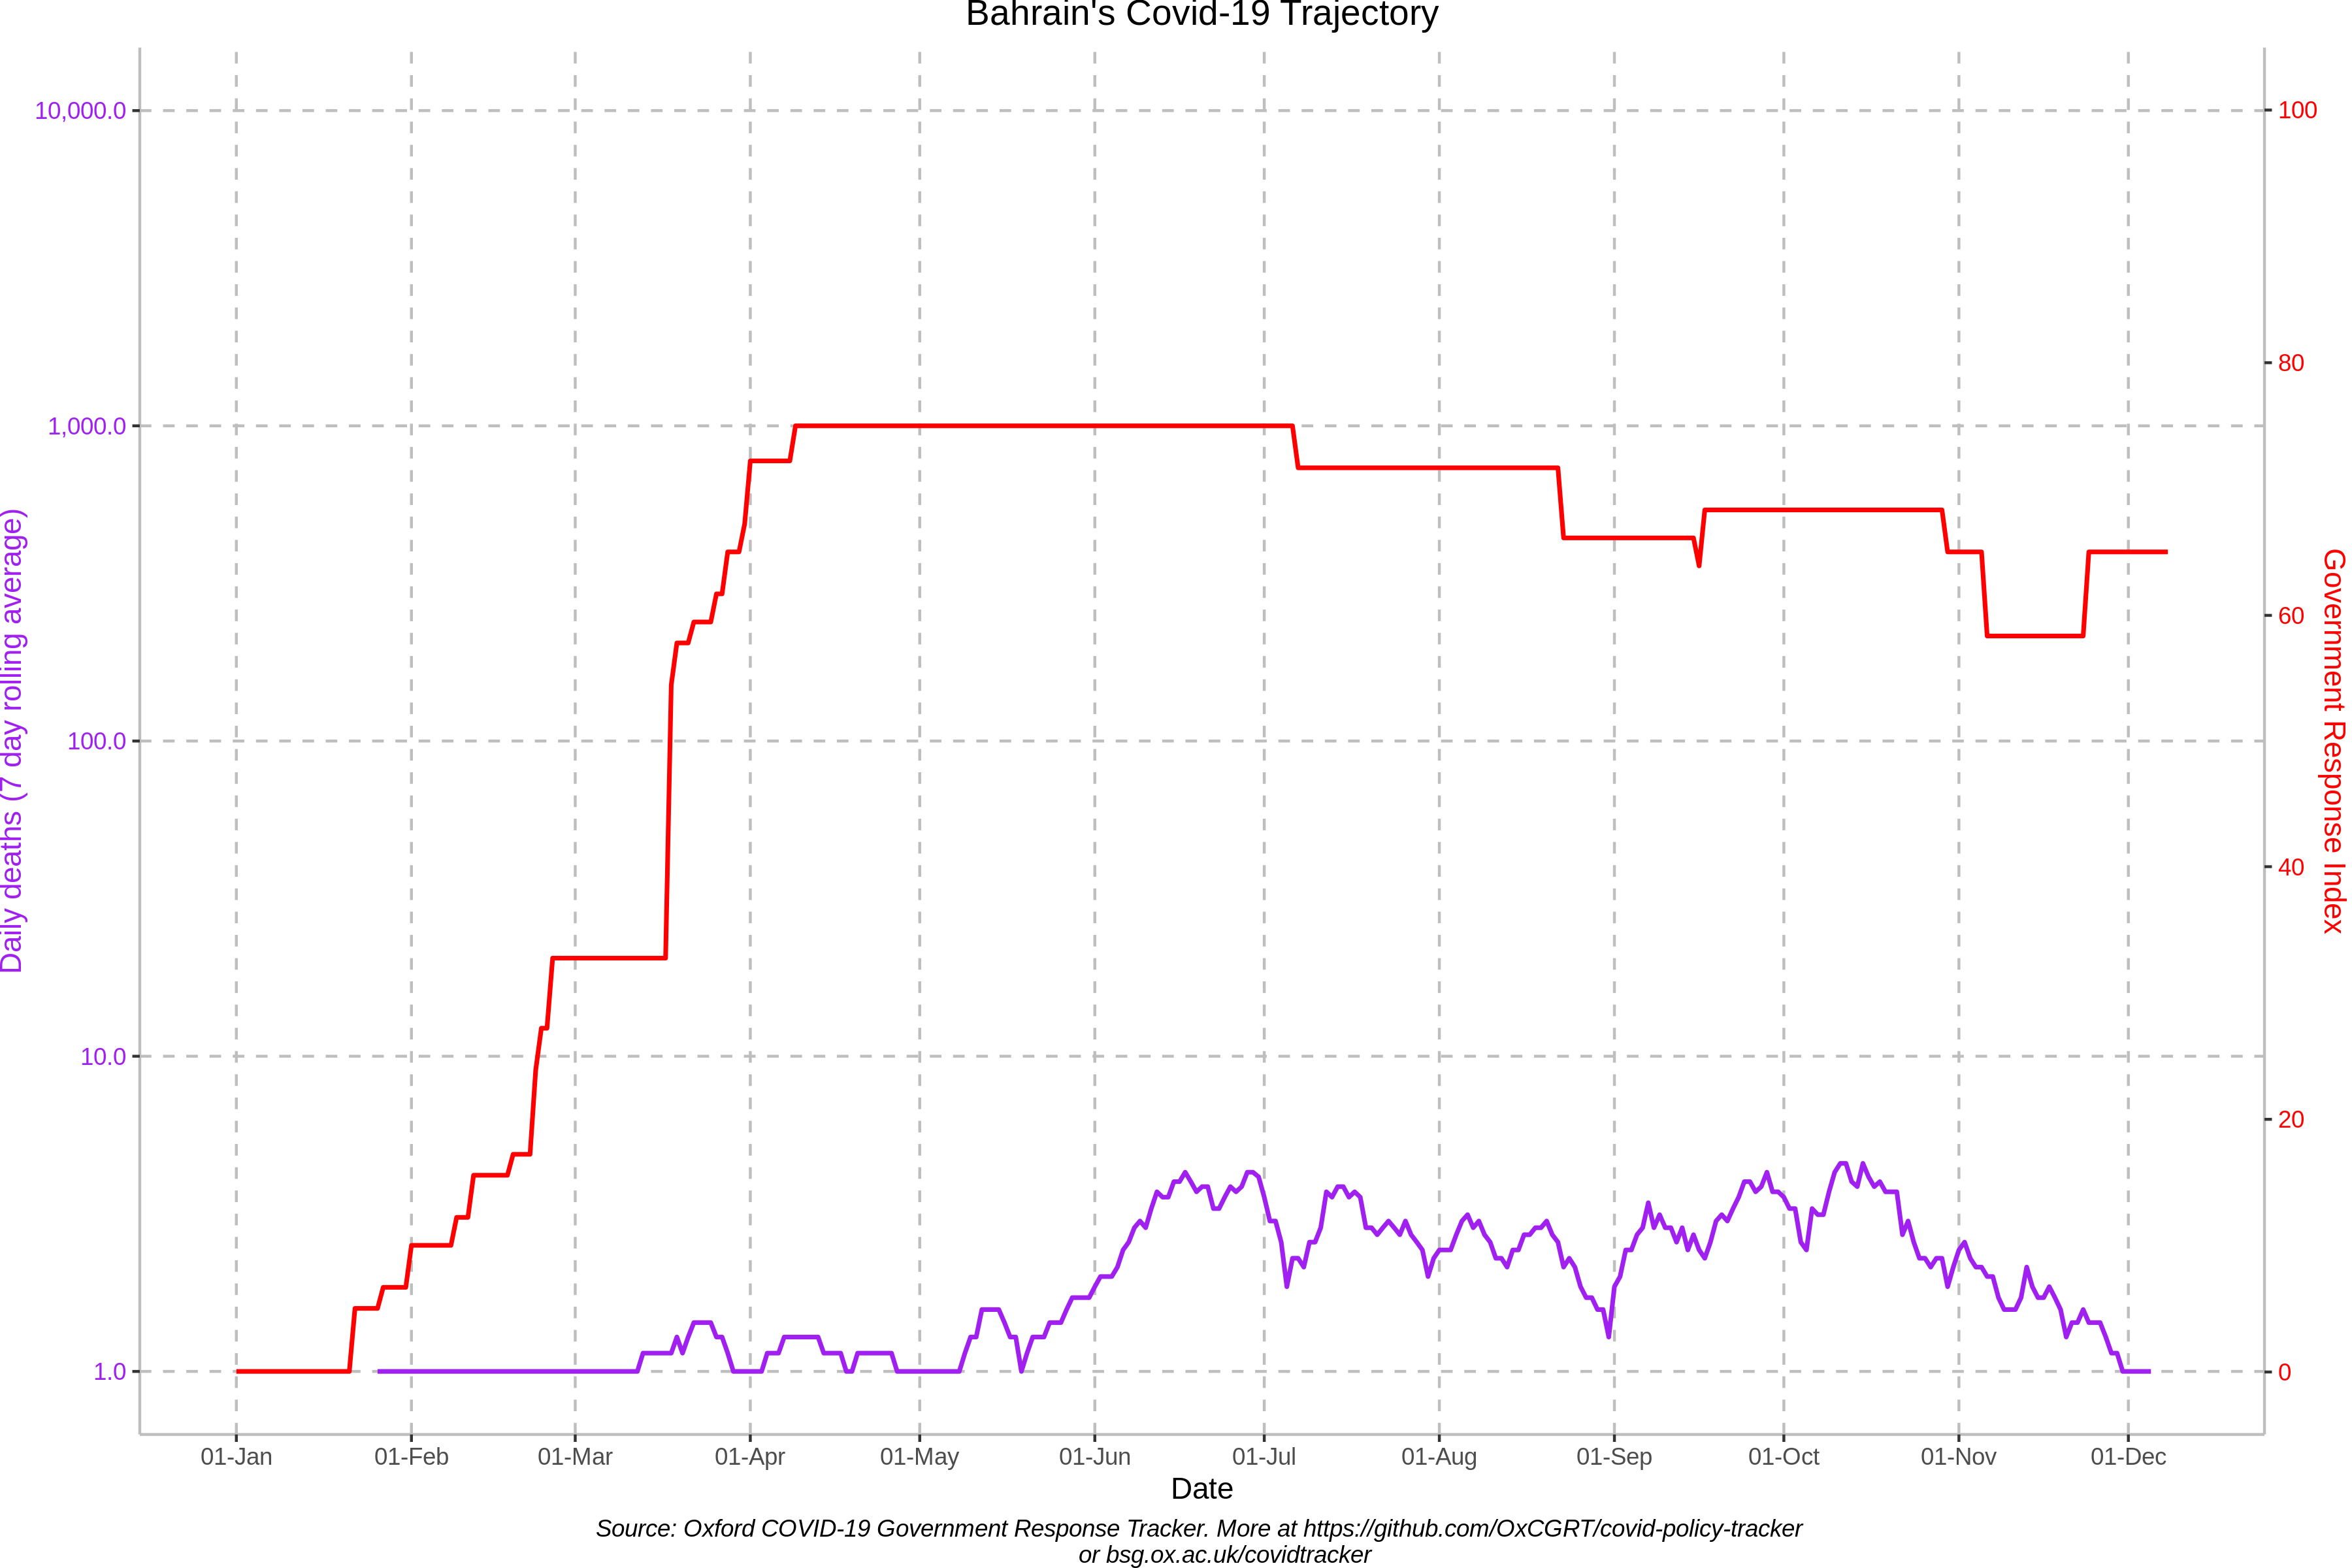 Bahrain's Covid-19 Trajectory
10,000.0
1,000.0
100.0
10.0
1.0
Daily deaths (7 day rolling average)
100
80
60
40
20
0
Government Response Index
01-Jan 01-Feb 01-Mar 01-Apr 01-May 01-Jun 01-Jul 01-Aug 01-Sep 01-Oct 01-Nov 01-Dec
Date
Source: Oxford COVID-19 Government Response Tracker. More at https://github.com/OxCGRT/covid-policy-tracker
or bsg.ox.ac.uk/covidtracker